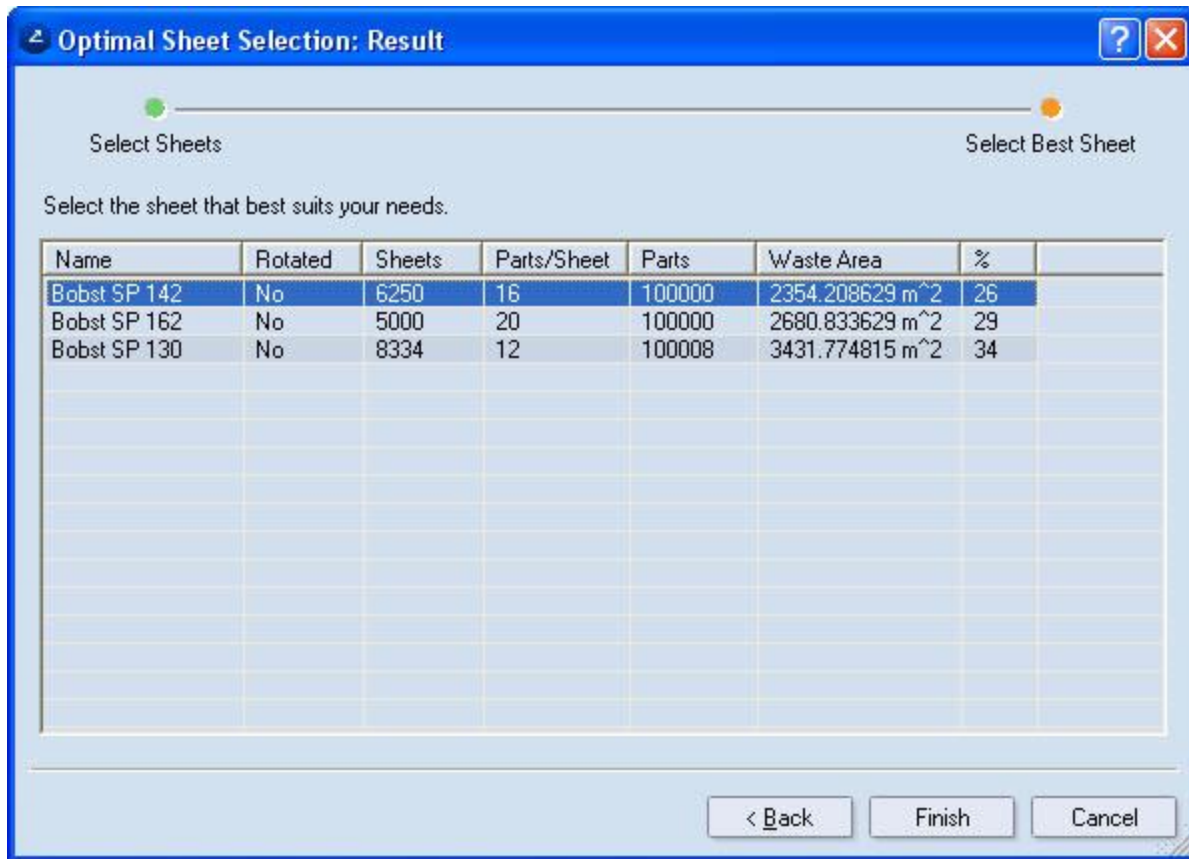 Optimal Sheet Selection: Result
Select Sheets Select Best Sheet
Select the sheet that best suits your needs.
Name Rotated Sheets Parts/Sheet Parts Waste Area %
Bobst SP 142 No 6250 16 100000 2354.208629 m^2 26
Bobst SP 162 No 5000 20 100000 2680.833629 m^2 29
Bobst SP 130 No 8334 12 100008 3431.774815 m^2 34
< Back Finish Cancel